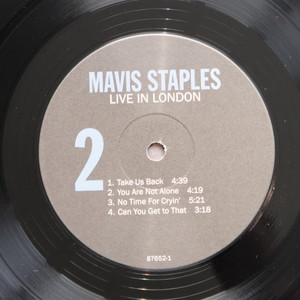 MAVIS STAPLES
LIVE IN LONDON
2
1. Take Us Back 4:39
2. You Are Not Alone 4:19
3. No Time For Cryin' 5:21
4. Can You Get to That 3:18
87652-1